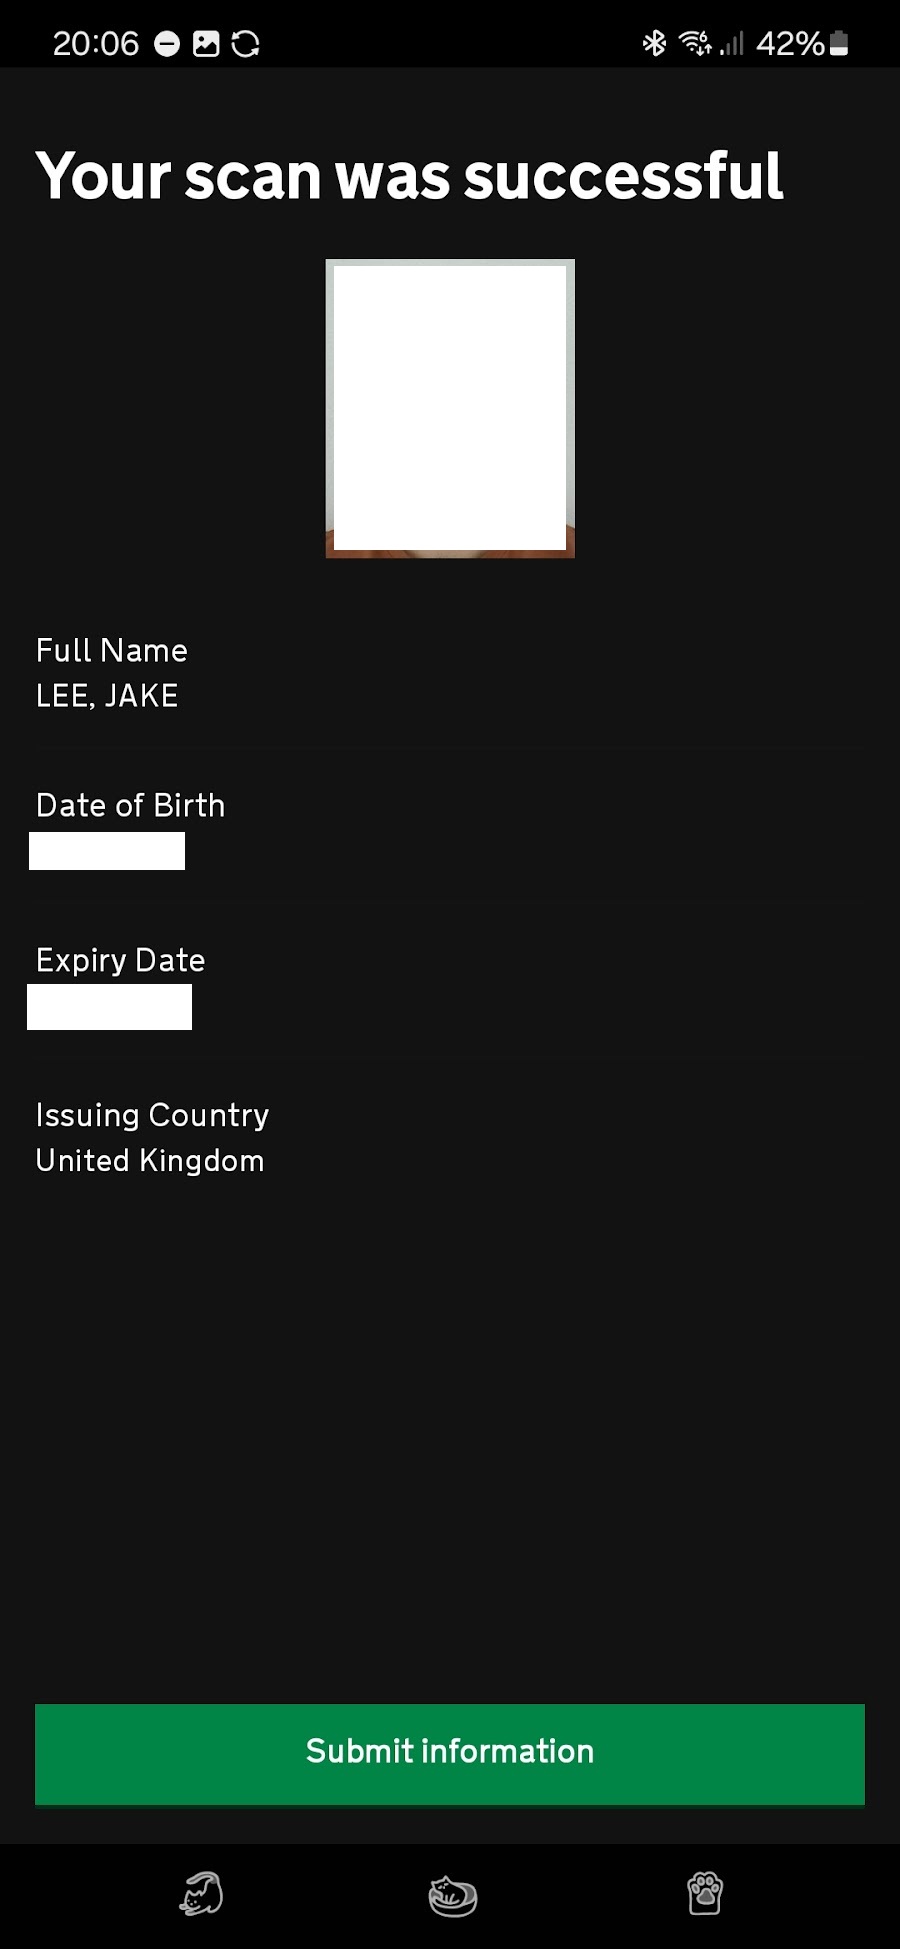 20:06 42%
Your scan was successful
Full Name
LEE, JAKE
Date of Birth
Expiry Date
Issuing Country
United Kingdom
Submit information